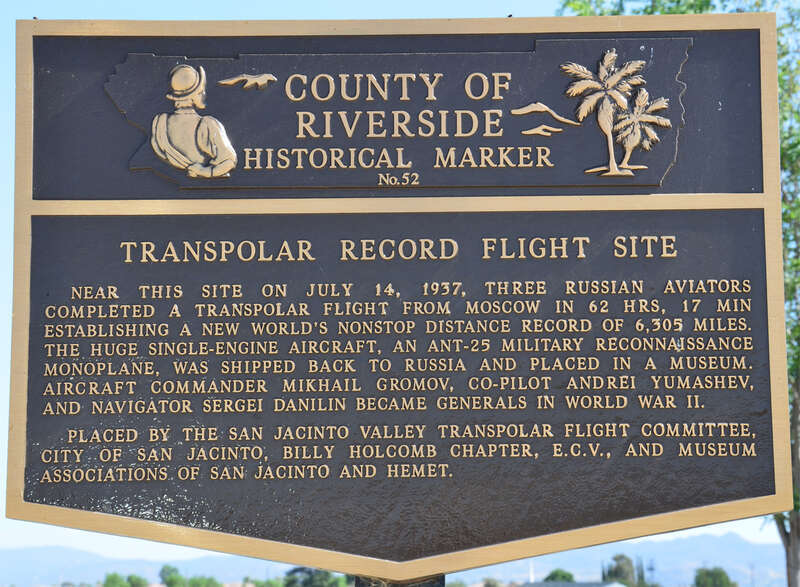 COUNTY OF
RIVERSIDE
HISTORICAL MARKER
No. 52
TRANSPOLAR RECORD FLIGHT SITE
NEAR THIS SITE ON JULY 14, 1937, THREE RUSSIAN AVIATORS
COMPLETED A TRANSPOLAR FLIGHT FROM MOSCOW IN 62 HRS, 17 MIN
ESTABLISHING A NEW WORLD'S NONSTOP DISTANCE RECORD OF 6,305 MILES.
THE HUGE SINGLE-ENGINE AIRCRAFT, AN ANT-25 MILITARY RECONNAISSANCE
MONOPLANE, WAS SHIPPED BACK TO RUSSIA AND PLACED IN A MUSEUM.
AIRCRAFT COMMANDER MIKHAIL GROMOV, CO-PILOT ANDREI YUMASHEV,
AND NAVIGATOR SERGEI DANILIN BECAME GENERALS IN WORLD WAR II.
PLACED BY THE SAN JACINTO VALLEY TRANSPOLAR FLIGHT COMMITTEE,
CITY OF SAN JACINTO, BILLY HOLCOMB CHAPTER, E.C.V., AND MUSEUM
ASSOCIATIONS OF SAN JACINTO AND HEMET.